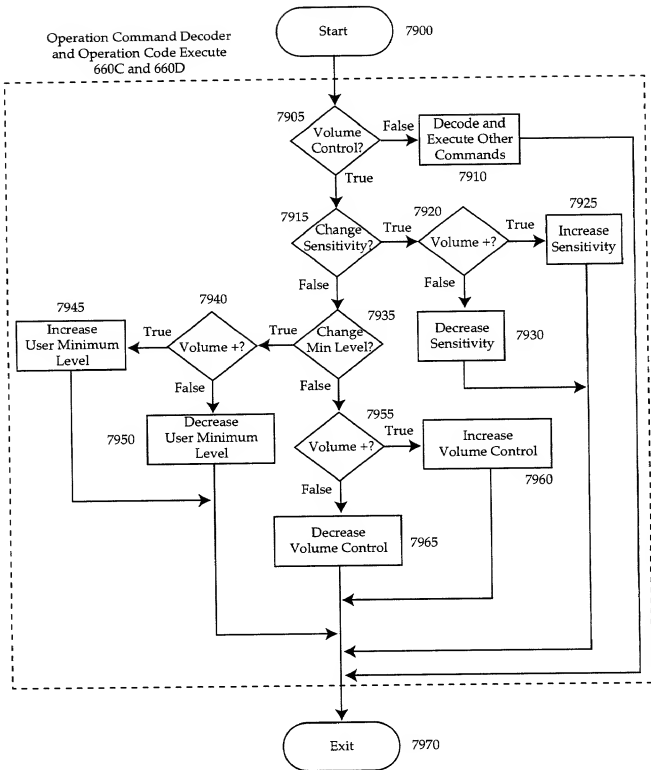 Operation Command Decoder
and Operation Code Execute
660C and 660D
Start
7900
7905
Volume
Control?
False
Decode and
Execute Other
Commands
7910
True
7915
Change
Sensitivity?
True
7920
Volume +?
True
7925
Increase
Sensitivity
False
False
Decrease
Sensitivity
7930
7945
Increase
User Minimum
Level
True
7940
Volume +?
True
7935
Change
Min Level?
False
False
7950
Decrease
User Minimum
Level
7955
Volume +?
True
Increase
Volume Control
7960
False
Decrease
Volume Control
7965
Exit
7970